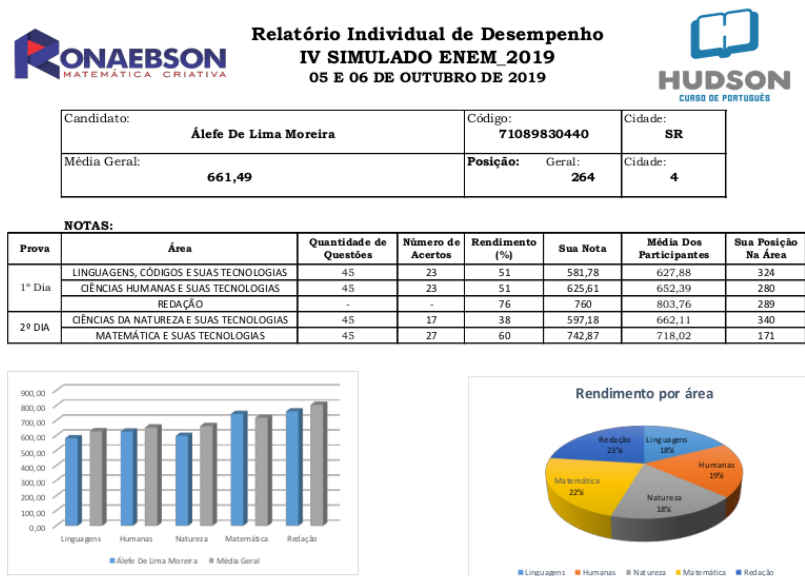 RONAEBSON
MATEMÁTICA CRIATIVA
Relatório Individual de Desempenho
IV SIMULADO ENEM_2019
05 E 06 DE OUTUBRO DE 2019
HUDSON
CURSO DE PORTUGUÊS
Candidato: Código: Cidade:
Álefe De Lima Moreira 71089830440 SR
Média Geral: Posição: Geral: Cidade:
661,49 264 4
NOTAS:
Prova Área Quantidade de Questões Número de Acertos Rendimento (%) Sua Nota Média Dos Participantes Sua Posição Na Área
1º Dia
LINGUAGENS, CÓDIGOS E SUAS TECNOLOGIAS 45 23 51 581,78 627,88 324
CIÊNCIAS HUMANAS E SUAS TECNOLOGIAS 45 23 51 625,61 652,39 280
REDAÇÃO - - 76 760 803,76 289
2º DIA
CIÊNCIAS DA NATUREZA E SUAS TECNOLOGIAS 45 17 38 597,18 662,11 340
MATEMÁTICA E SUAS TECNOLOGIAS 45 27 60 742,87 718,02 171
900,00
800,00
700,00
600,00
500,00
400,00
300,00
200,00
100,00
0,00
Linguagens Humanas Natureza Matemática Redação
Álefe De Lima Moreira Média Geral
Rendimento por área
Redação
23%
Linguagens
18%
Humanas
19%
Matemática
22%
Natureza
18%
Linguagens Humanas Natureza Matemática Redação